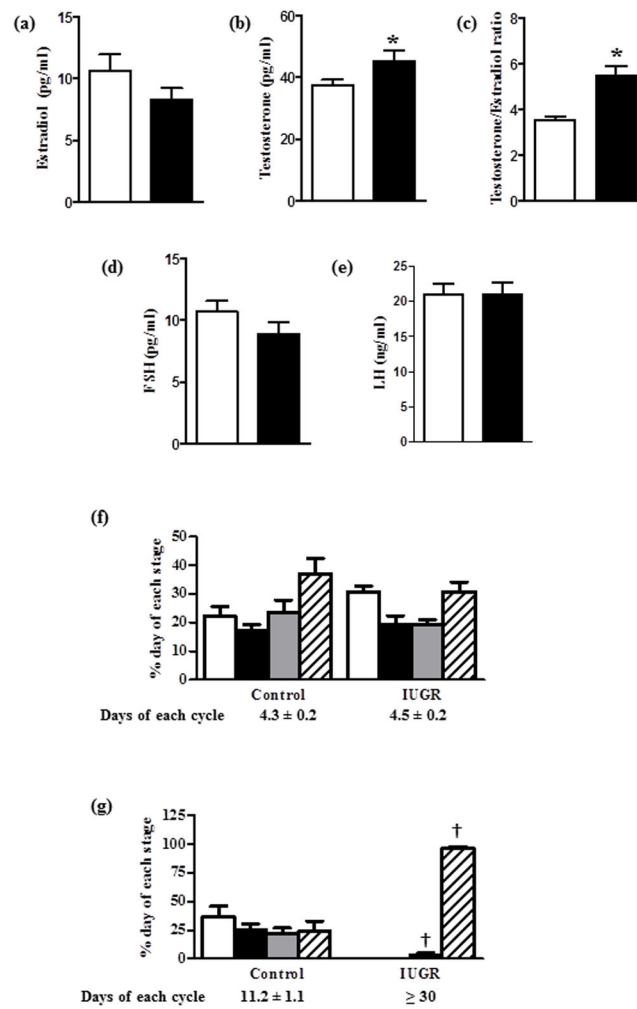 (a)
Estradiol (pg/ml)
15
10
5
0
(b)
Testosterone (pg/ml)
60
40
20
0
*
(c)
Testosterone/Estradiol ratio
8
6
4
2
0
*
(d)
FSH (pg/ml)
15
10
5
0
(e)
LH (ng/ml)
25
20
15
10
5
0
(f)
% day of each stage
50
40
30
20
10
0
Control IUGR
Days of each cycle 4.3 ± 0.2 4.5 ± 0.2
(g)
% day of each stage
125
100
75
50
25
0
†
†
Control IUGR
Days of each cycle 11.2 ± 1.1 ≥ 30